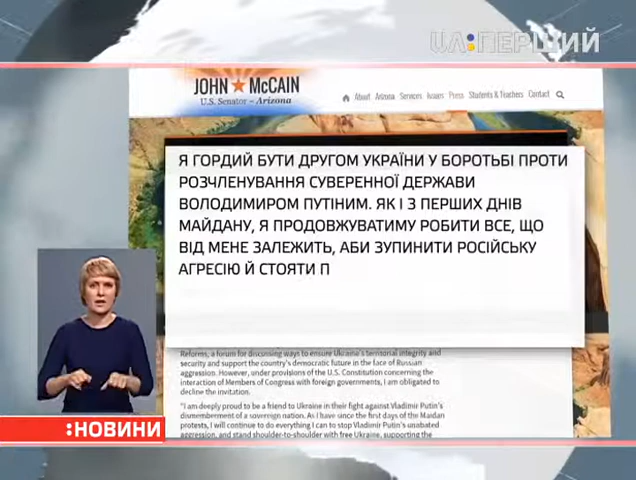 UA:ПЕРШИЙ
JOHN McCAIN
U.S. Senator – Arizona
About Arizona Services Issues Press Students & Teachers Contact
Я ГОРДИЙ БУТИ ДРУГОМ УКРАЇНИ У БОРОТЬБІ ПРОТИ
РОЗЧЛЕНУВАННЯ СУВЕРЕННОЇ ДЕРЖАВИ
ВОЛОДИМИРОМ ПУТІНИМ. ЯК І З ПЕРШИХ ДНІВ
МАЙДАНУ, Я ПРОДОВЖУВАТИМУ РОБИТИ ВСЕ, ЩО
ВІД МЕНЕ ЗАЛЕЖИТЬ, АБИ ЗУПИНИТИ РОСІЙСЬКУ
АГРЕСІЮ Й СТОЯТИ П
Reforms, a forum for discussing ways to ensure Ukraine's territorial integrity and
security and support the country's democratic future in the face of Russian
aggression. However, under provisions of the U.S. Constitution concerning the
interaction of Members of Congress with foreign governments, I am obligated to
decline the invitation.
"I am deeply proud to be a friend to Ukraine in their fight against Vladimir Putin's
dismemberment of a sovereign nation. As I have since the first days of the Maidan
protests, I will continue to do everything I can to stop Vladimir Putin's unabated
aggression, and stand shoulder-to-shoulder with free Ukraine, supporting the
:НОВИНИ